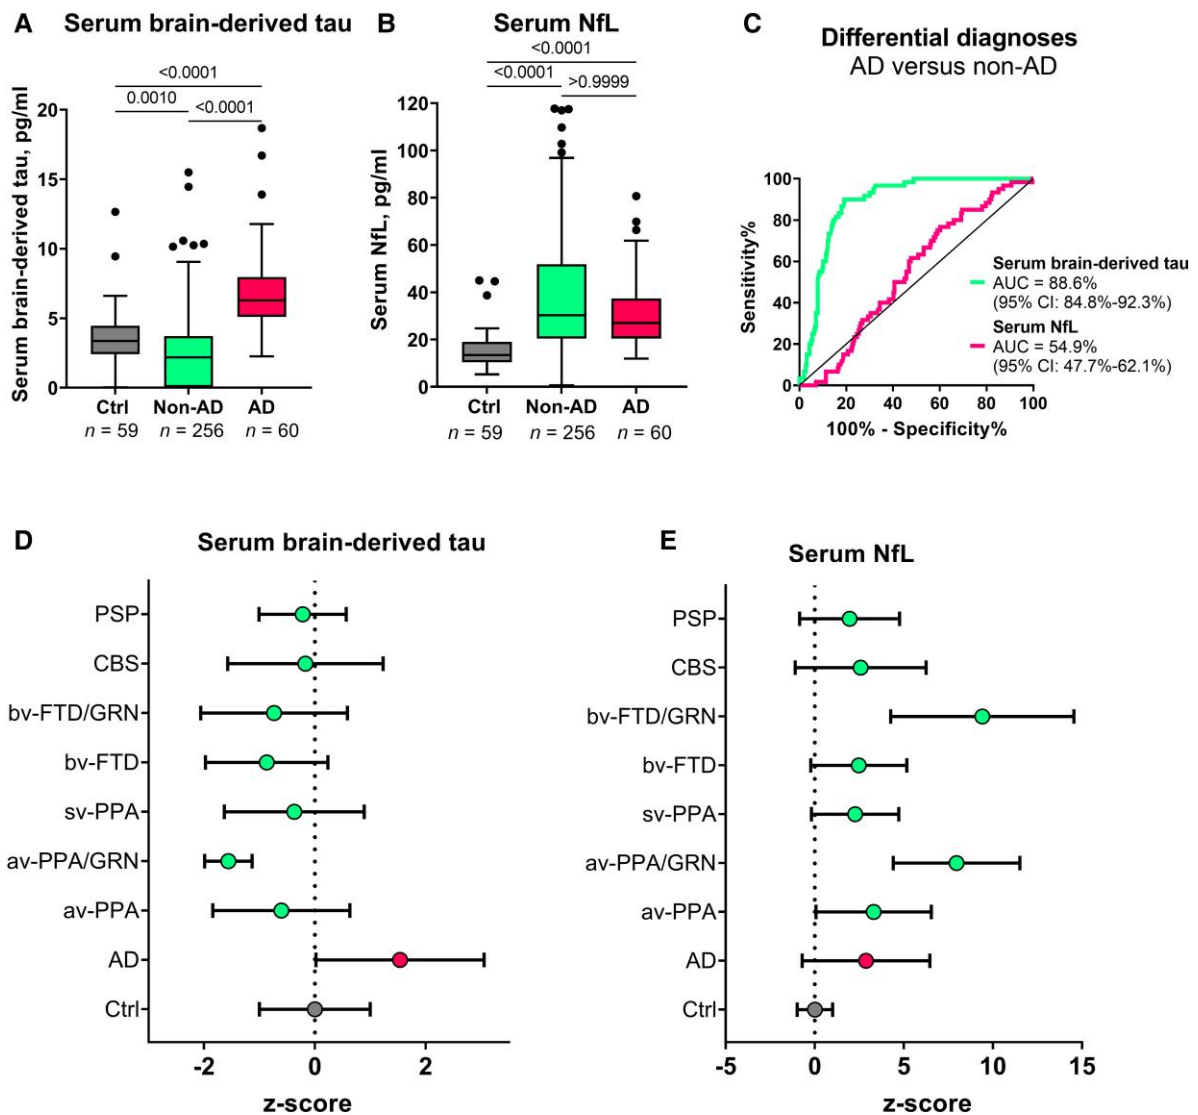 A Serum brain-derived tau
<0.0001
0.0010
<0.0001
Serum brain-derived tau, pg/ml
20
15
10
5
0
Ctrl Non-AD AD
n = 59 n = 256 n = 60
B Serum NfL
<0.0001
<0.0001 >0.9999
Serum NfL, pg/ml
120
100
80
60
40
20
0
Ctrl Non-AD AD
n = 59 n = 256 n = 60
C
Differential diagnoses
AD versus non-AD
Sensitivity%
100
80
60
40
20
0
0 20 40 60 80 100
100% - Specificity%
Serum brain-derived tau
AUC = 88.6%
(95% CI: 84.8%-92.3%)
Serum NfL
AUC = 54.9%
(95% CI: 47.7%-62.1%)
D Serum brain-derived tau
PSP
CBS
bv-FTD/GRN
bv-FTD
sv-PPA
av-PPA/GRN
av-PPA
AD
Ctrl
-2 0 2
z-score
E Serum NfL
PSP
CBS
bv-FTD/GRN
bv-FTD
sv-PPA
av-PPA/GRN
av-PPA
AD
Ctrl
-5 0 5 10 15
z-score